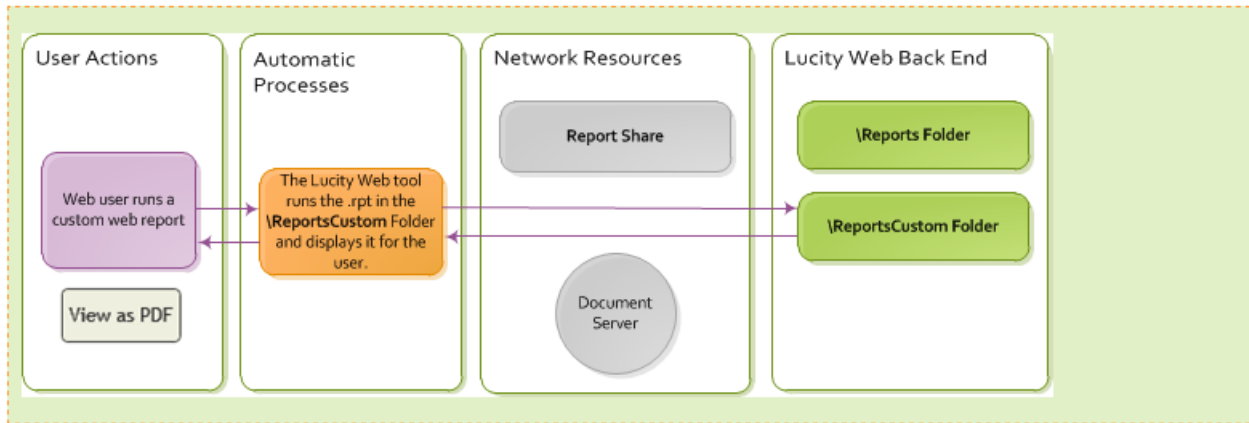 User Actions
Web user runs a
custom web report
View as PDF
Automatic
Processes
The Lucity Web tool
runs the .rpt in the
\ReportsCustom Folder
and displays it for the
user.
Network Resources
Report Share
Document
Server
Lucity Web Back End
\Reports Folder
\ReportsCustom Folder